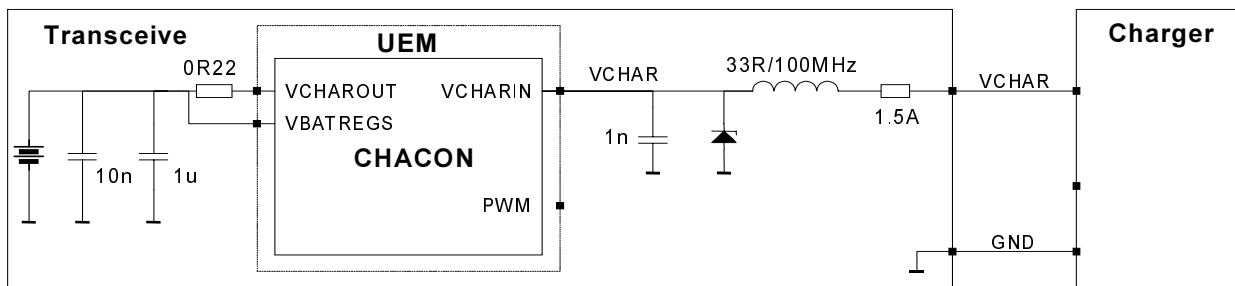 Transceive
UEM
Charger
0R22
VCHAROUT
VCHARIN
VBATREGS
CHACON
PWM
VCHAR
33R/100MHz
1.5A
VCHAR
1n
10n
1u
GND